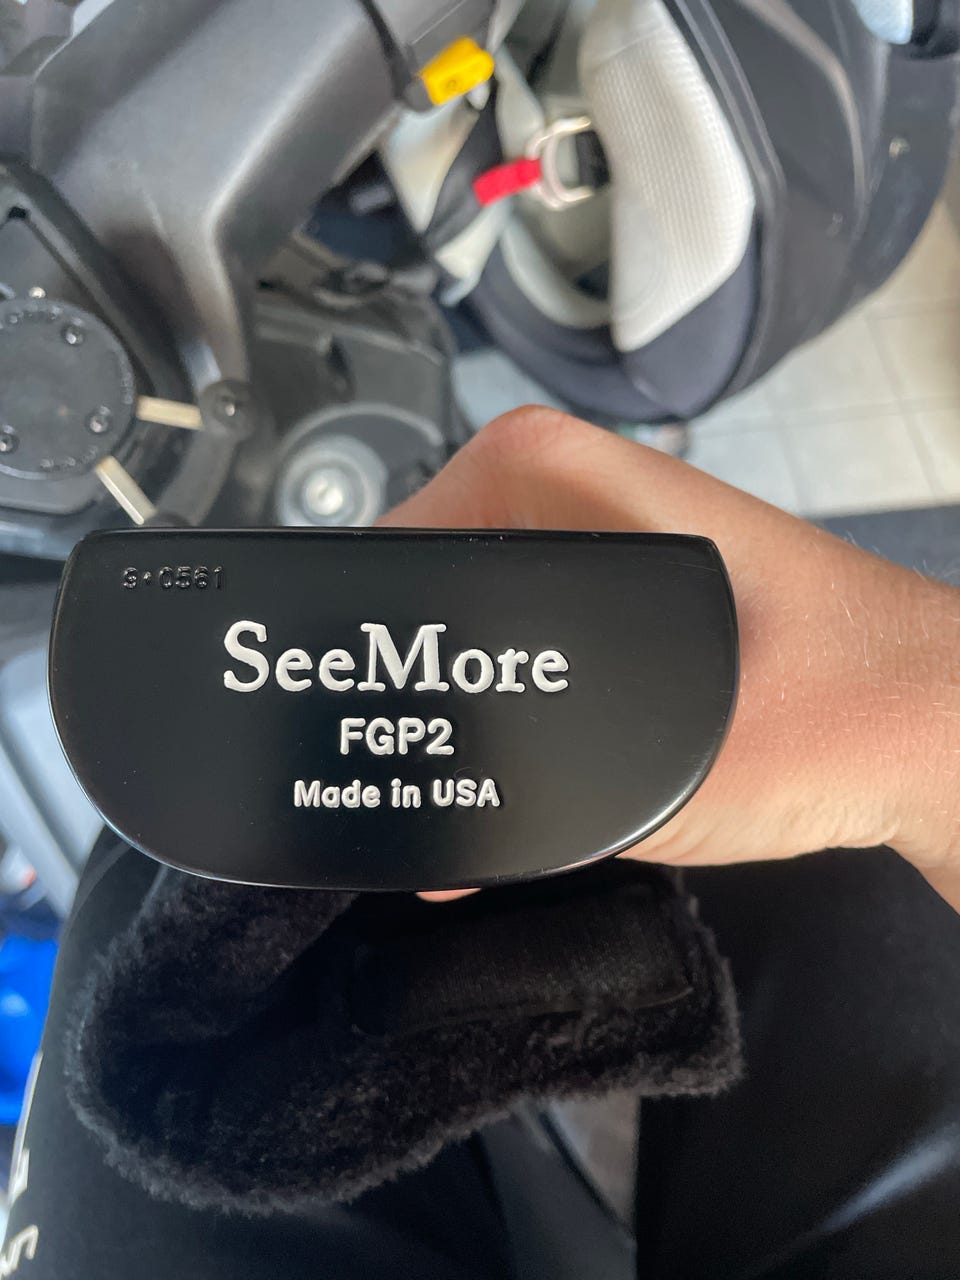 9•0561
SeeMore
FGP2
Made in USA